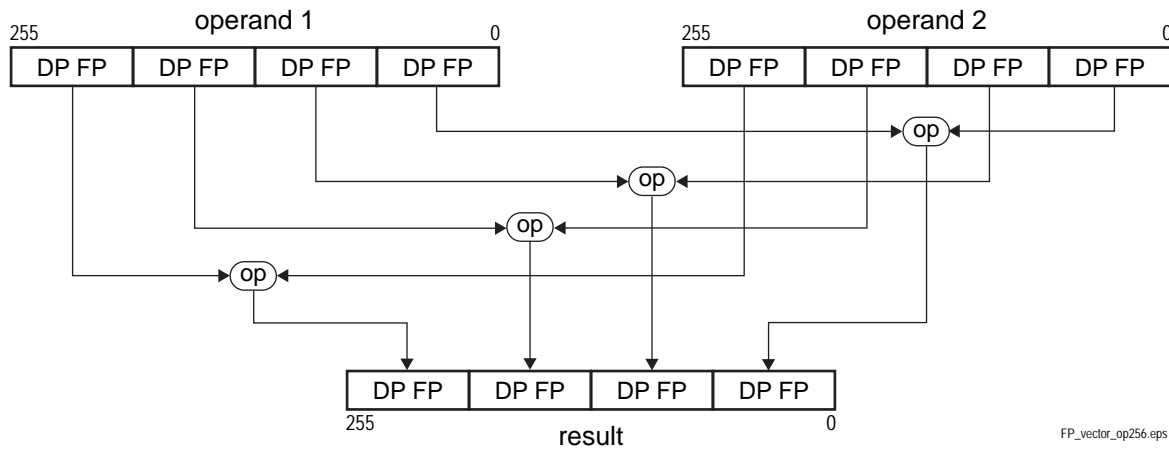 operand 1 operand 2
255 0 255 0
DP FP DP FP DP FP DP FP DP FP DP FP DP FP DP FP
op
op
op
op
DP FP DP FP DP FP DP FP
255 0
result
FP_vector_op256.eps